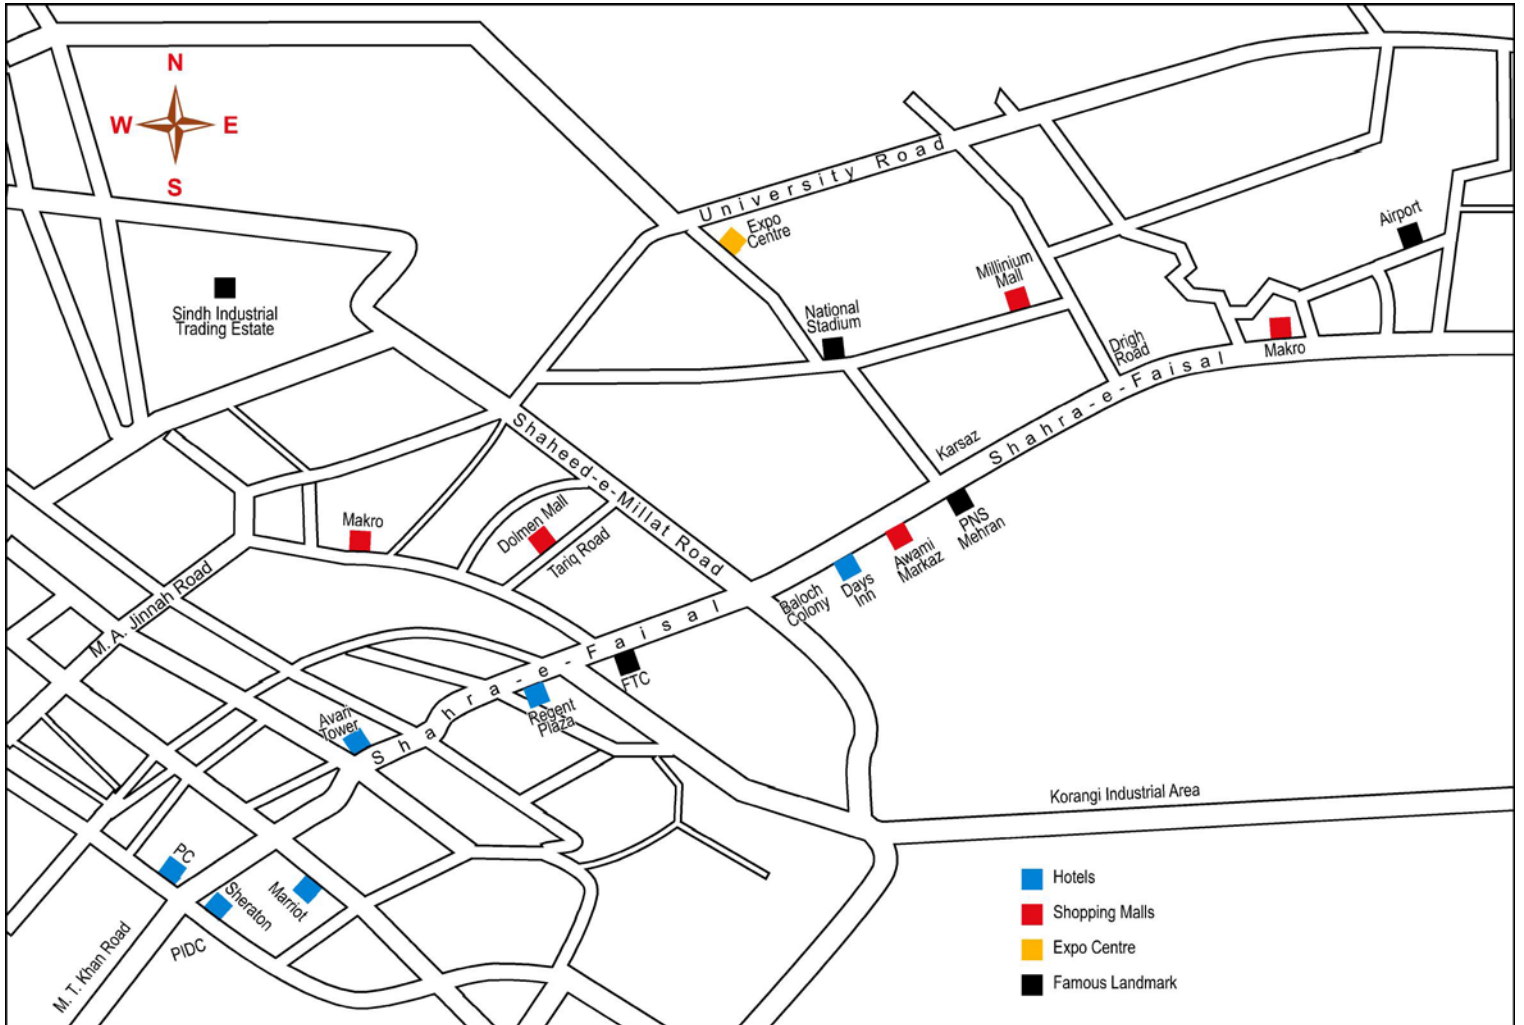 N
W
E
S
University Road
Expo
Centre
Airport
Millinium
Mall
Sindh Industrial
Trading Estate
National
Stadium
Drigh
Road
Makro
Shahra-e-Faisal
Karsaz
Shaheed-e-Millat Road
Makro
Dolmen Mall
Tariq Road
PNS
Mehran
Awami
Markaz
Days
Inn
Baloch
Colony
M. A. Jinnah Road
Shahra-e-Faisal
FTC
Regent
Plaza
Avari
Tower
Shahra-e-Faisal
Korangi Industrial Area
PC
Sheraton
Marriot
PIDC
M. T. Khan Road
Hotels
Shopping Malls
Expo Centre
Famous Landmark